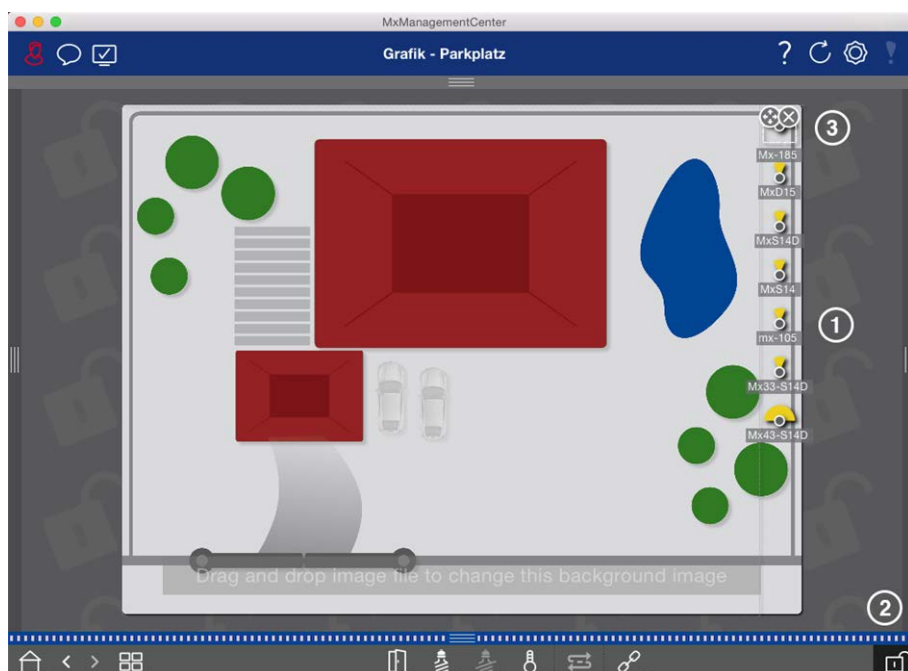 MxManagementCenter
Grafik - Parkplatz
3
Mx-185
MxD15
MxS14D
MxS14
1
mx-105
Mx33-S14D
Mx43-S14D
Drag and drop image file to change this background image
2